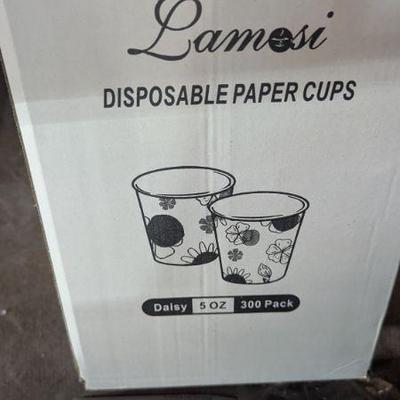 Lamosi
DISPOSABLE PAPER CUPS
Daisy 5 OZ 300 Pack